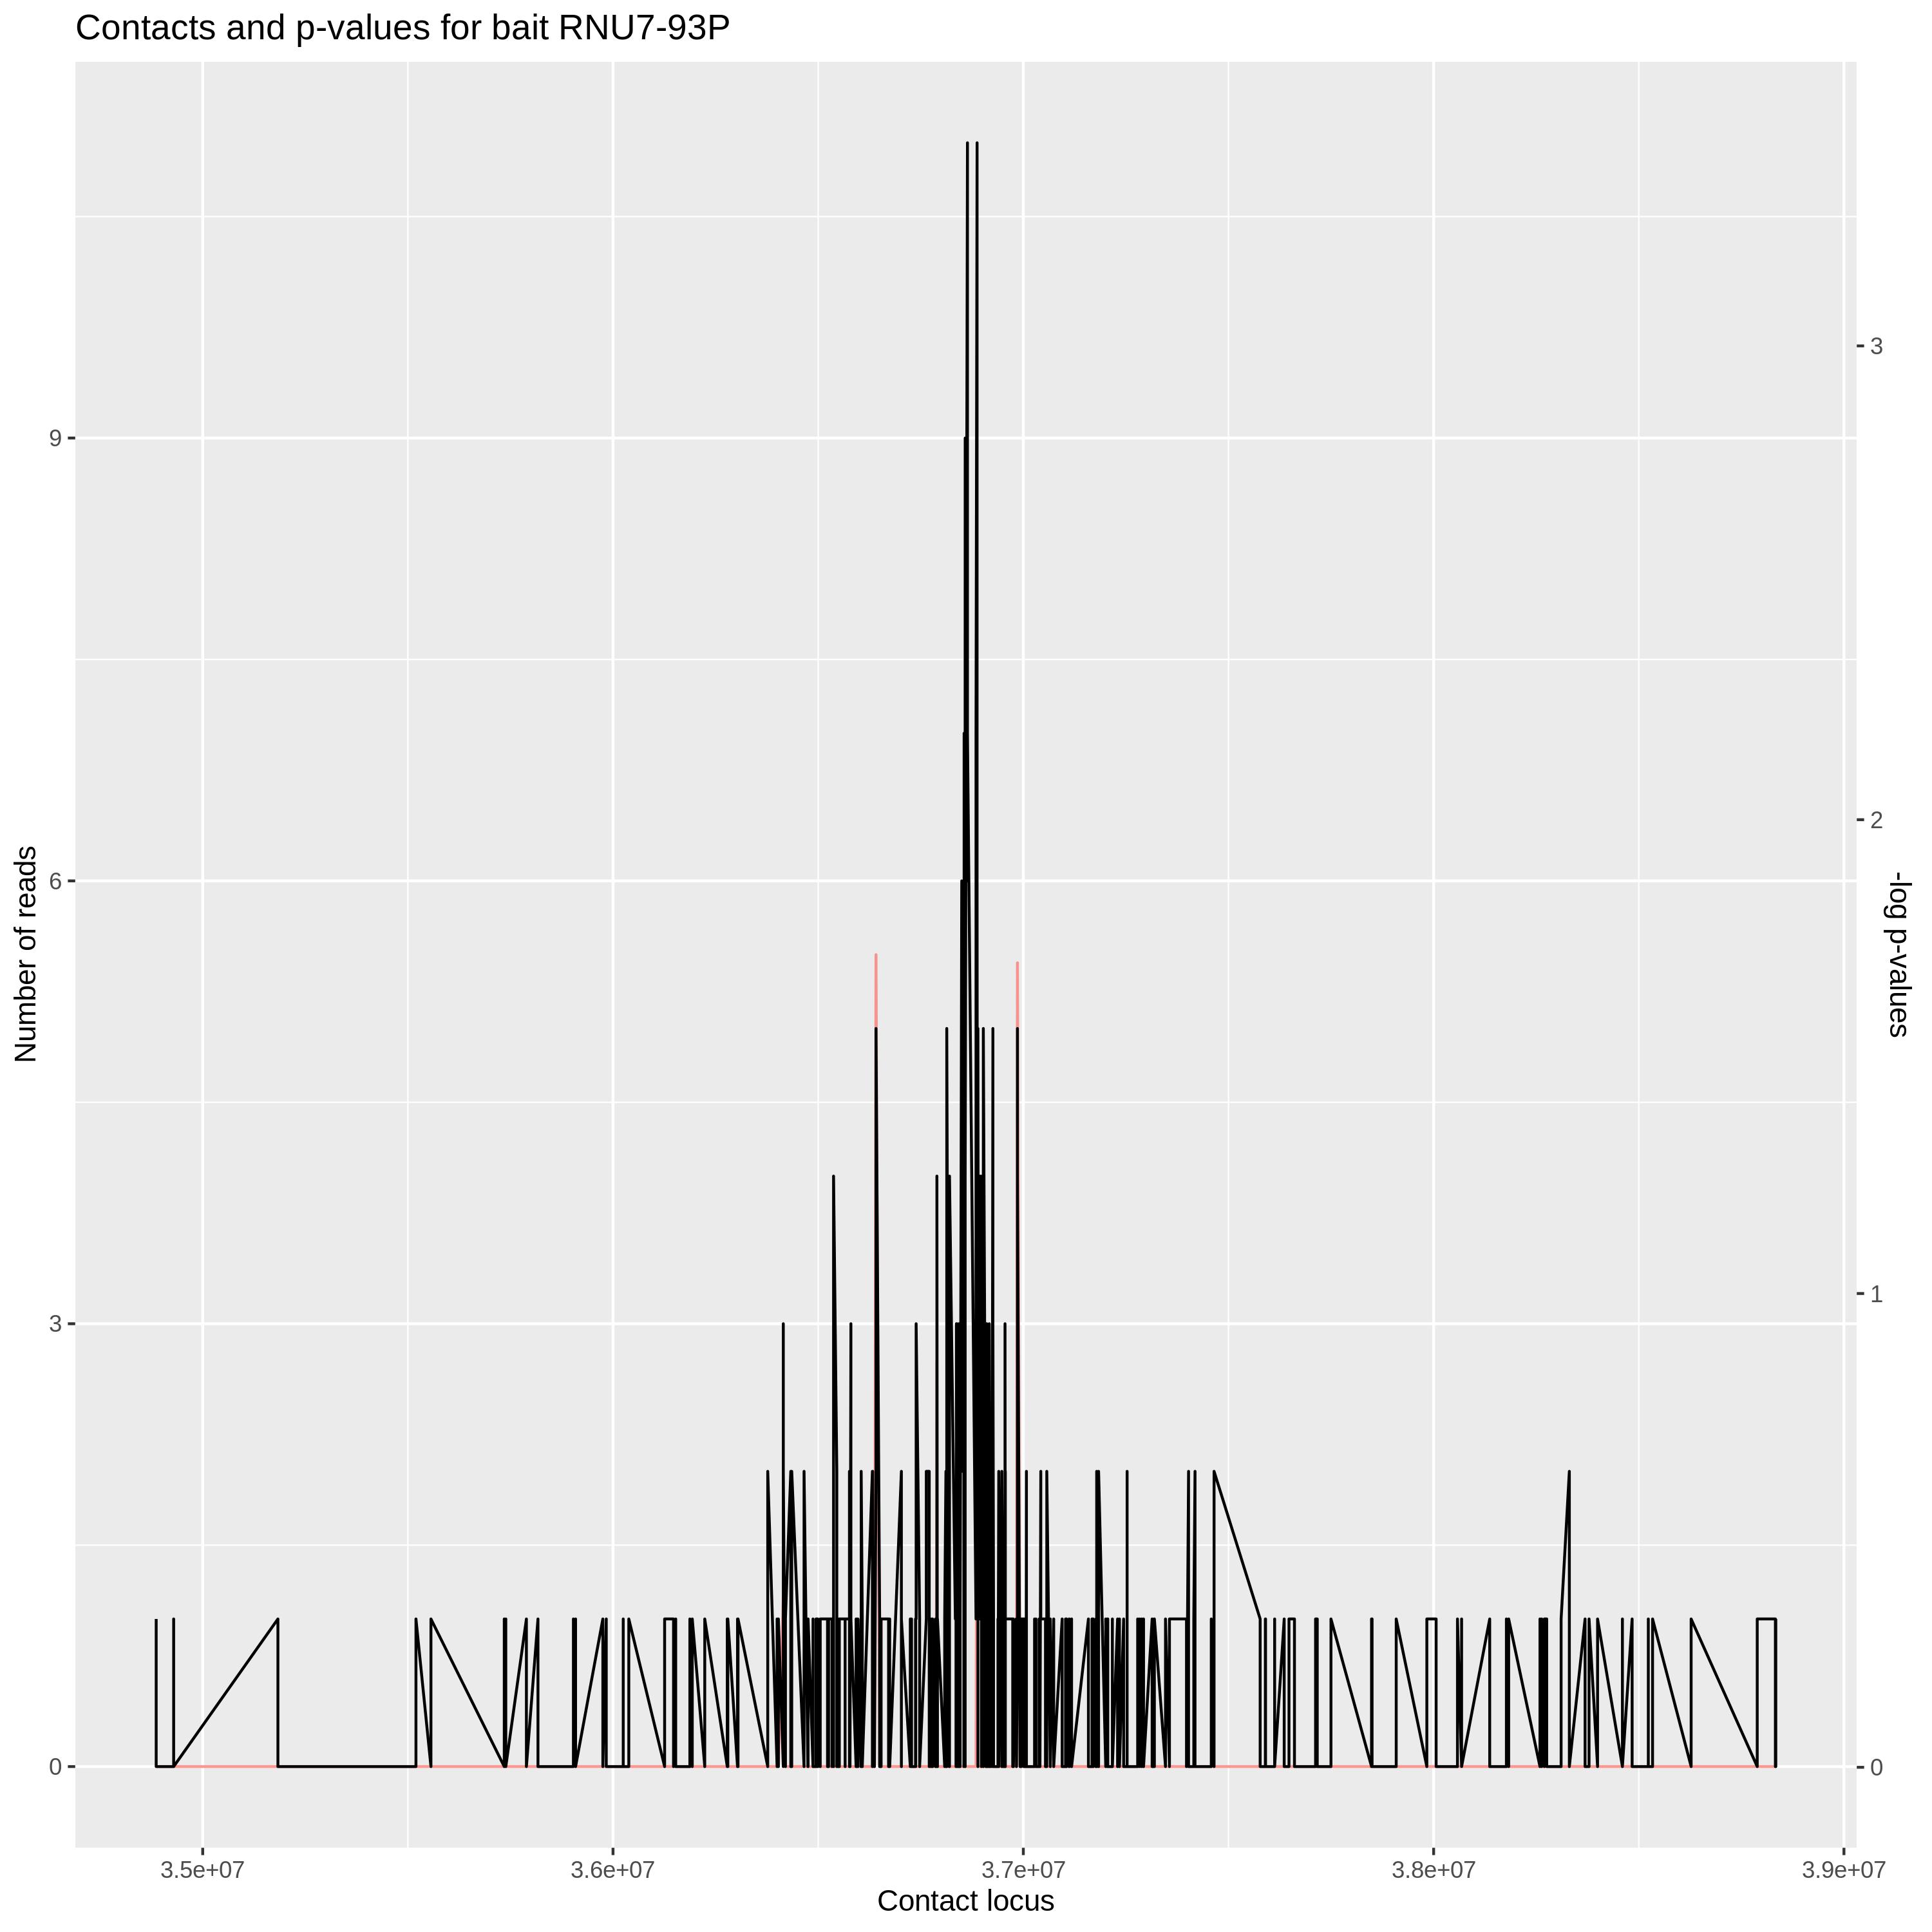 Contacts and p-values for bait RNU7-93P
9
6
3
0
Number of reads
3
2
1
0
-log p-values
3.5e+07 3.6e+07 3.7e+07 3.8e+07 3.9e+07
Contact locus